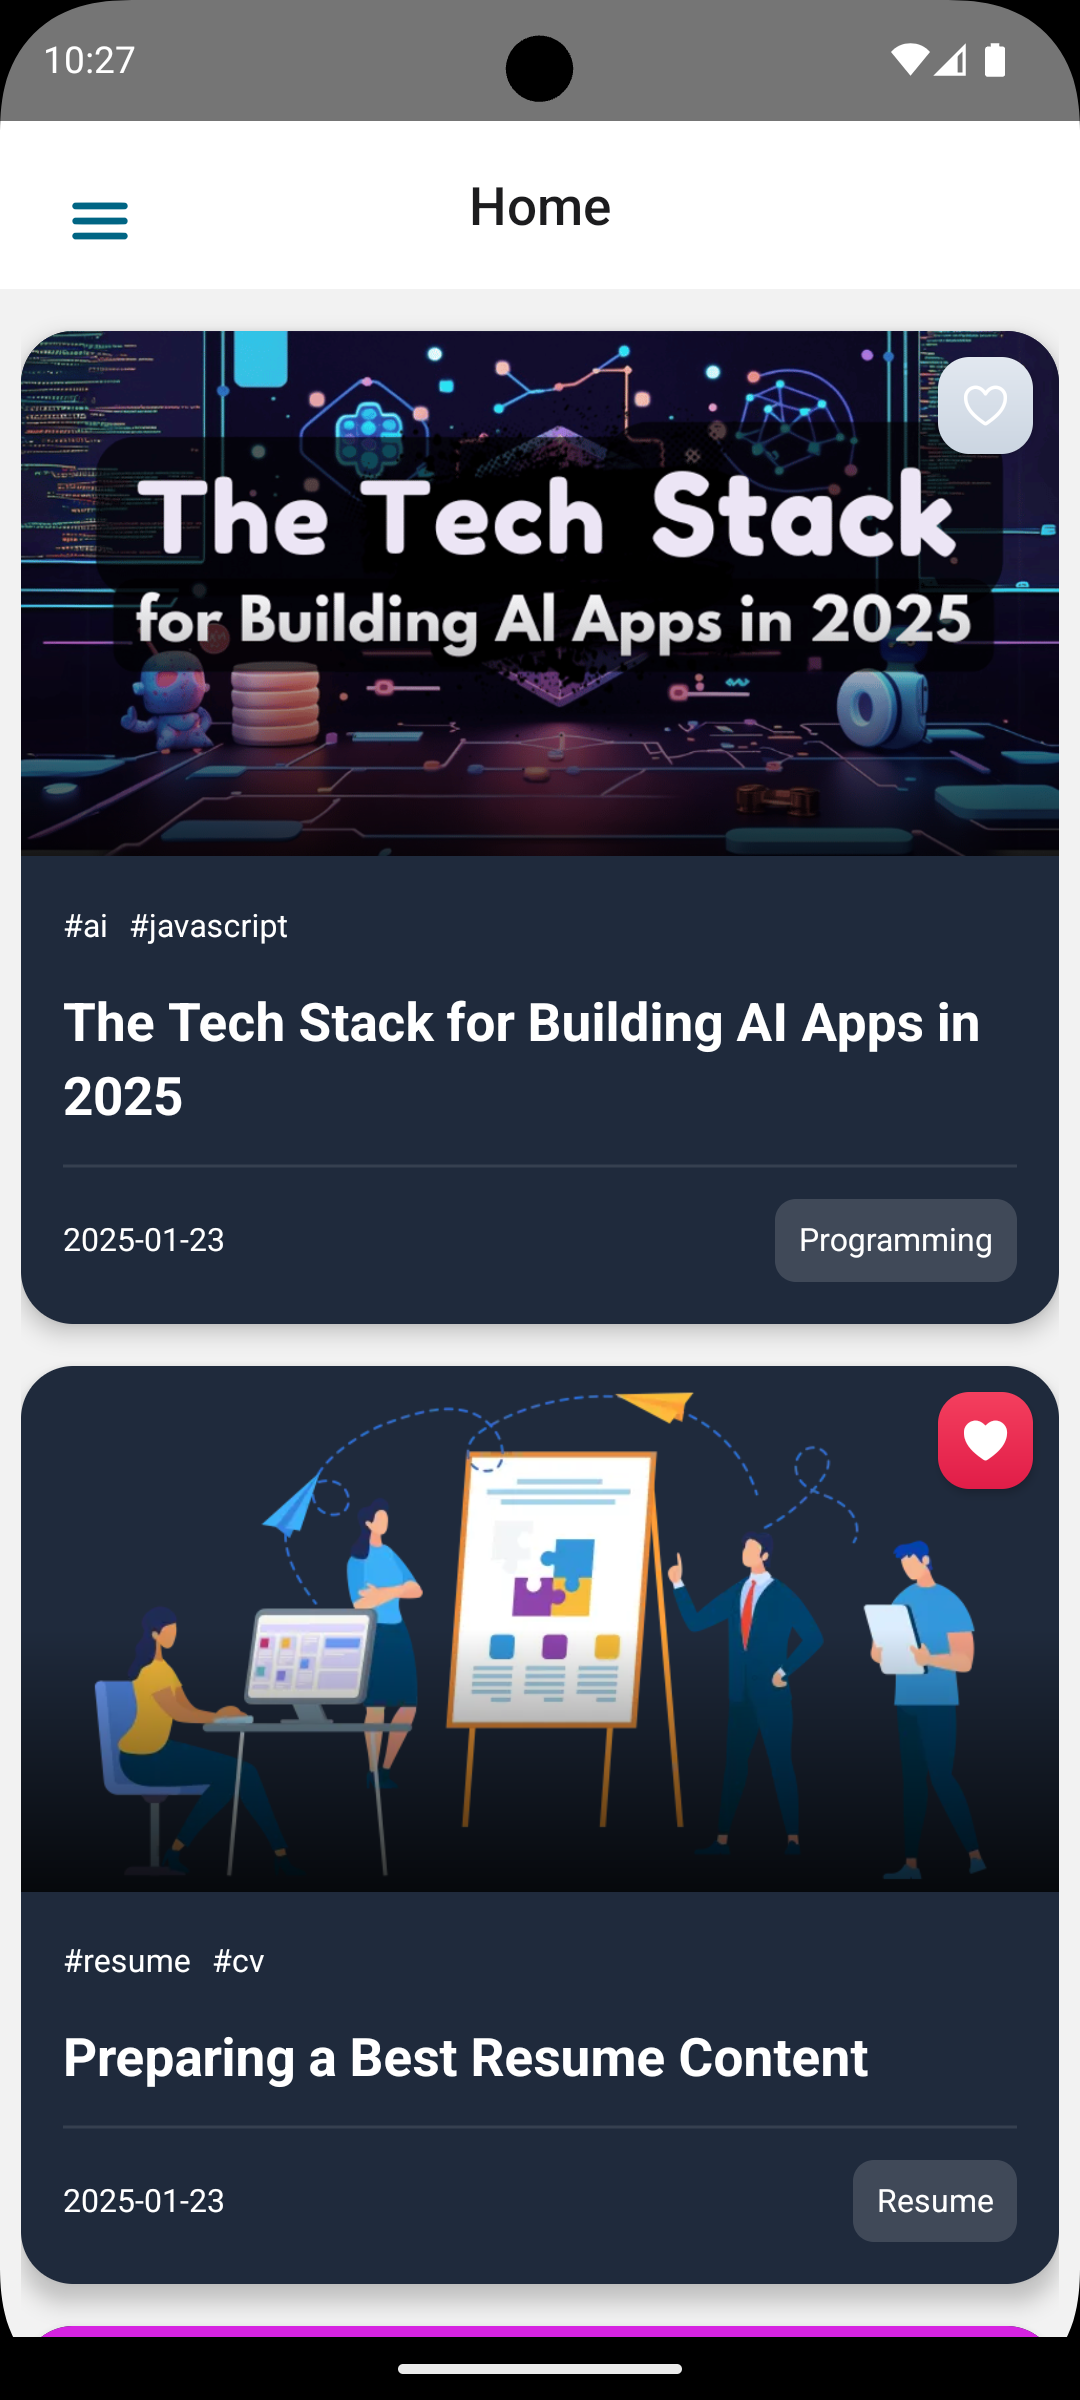 10:27
Home
The Tech Stack
for Building AI Apps in 2025
#ai #javascript
The Tech Stack for Building AI Apps in
2025
2025-01-23
Programming
#resume #cv
Preparing a Best Resume Content
2025-01-23
Resume